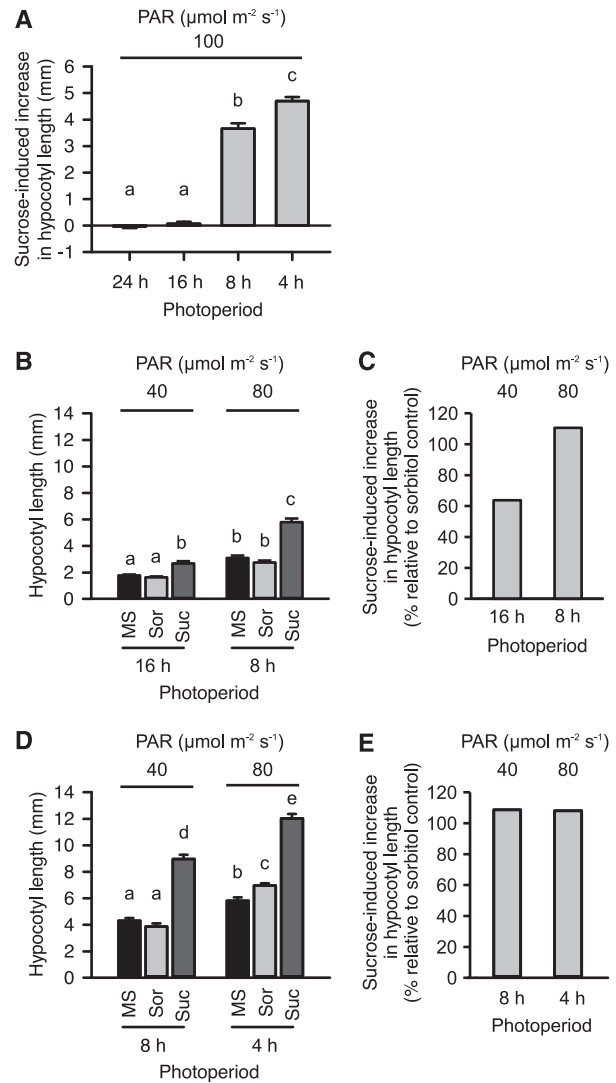 A
PAR (µmol m⁻² s⁻¹)
100
Sucrose-induced increase
in hypocotyl length (mm)
6
5
4
3
2
1
0
-1
a
a
b
c
24 h 16 h 8 h 4 h
Photoperiod
B
PAR (µmol m⁻² s⁻¹)
40 80
Hypocotyl length (mm)
14
12
10
8
6
4
2
0
a a b b b c
MS Sor Suc MS Sor Suc
16 h 8 h
Photoperiod
C
PAR (µmol m⁻² s⁻¹)
40 80
Sucrose-induced increase
in hypocotyl length
(% relative to sorbitol control)
120
100
80
60
40
20
0
16 h 8 h
Photoperiod
D
PAR (µmol m⁻² s⁻¹)
40 80
Hypocotyl length (mm)
14
12
10
8
6
4
2
0
a a d b c e
MS Sor Suc MS Sor Suc
8 h 4 h
Photoperiod
E
PAR (µmol m⁻² s⁻¹)
40 80
Sucrose-induced increase
in hypocotyl length
(% relative to sorbitol control)
120
100
80
60
40
20
0
8 h 4 h
Photoperiod